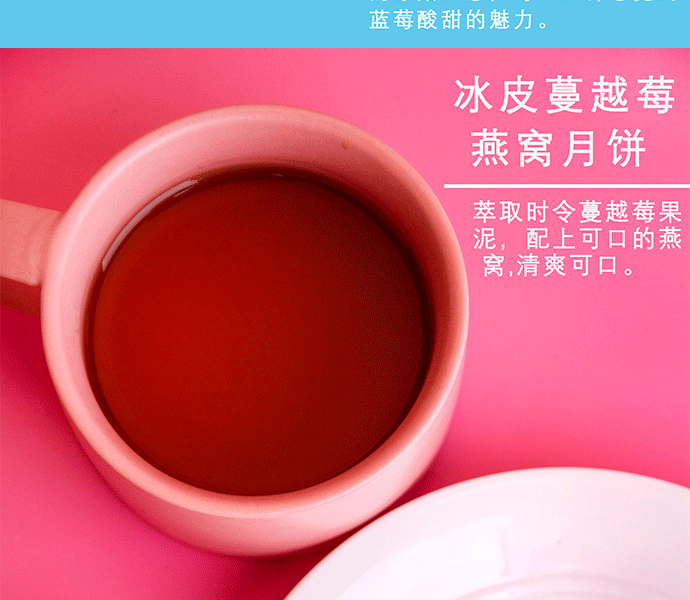 蓝莓酸甜的魅力。
冰皮蔓越莓
燕窝月饼
萃取时令蔓越莓果
泥，配上可口的燕
窝,清爽可口。